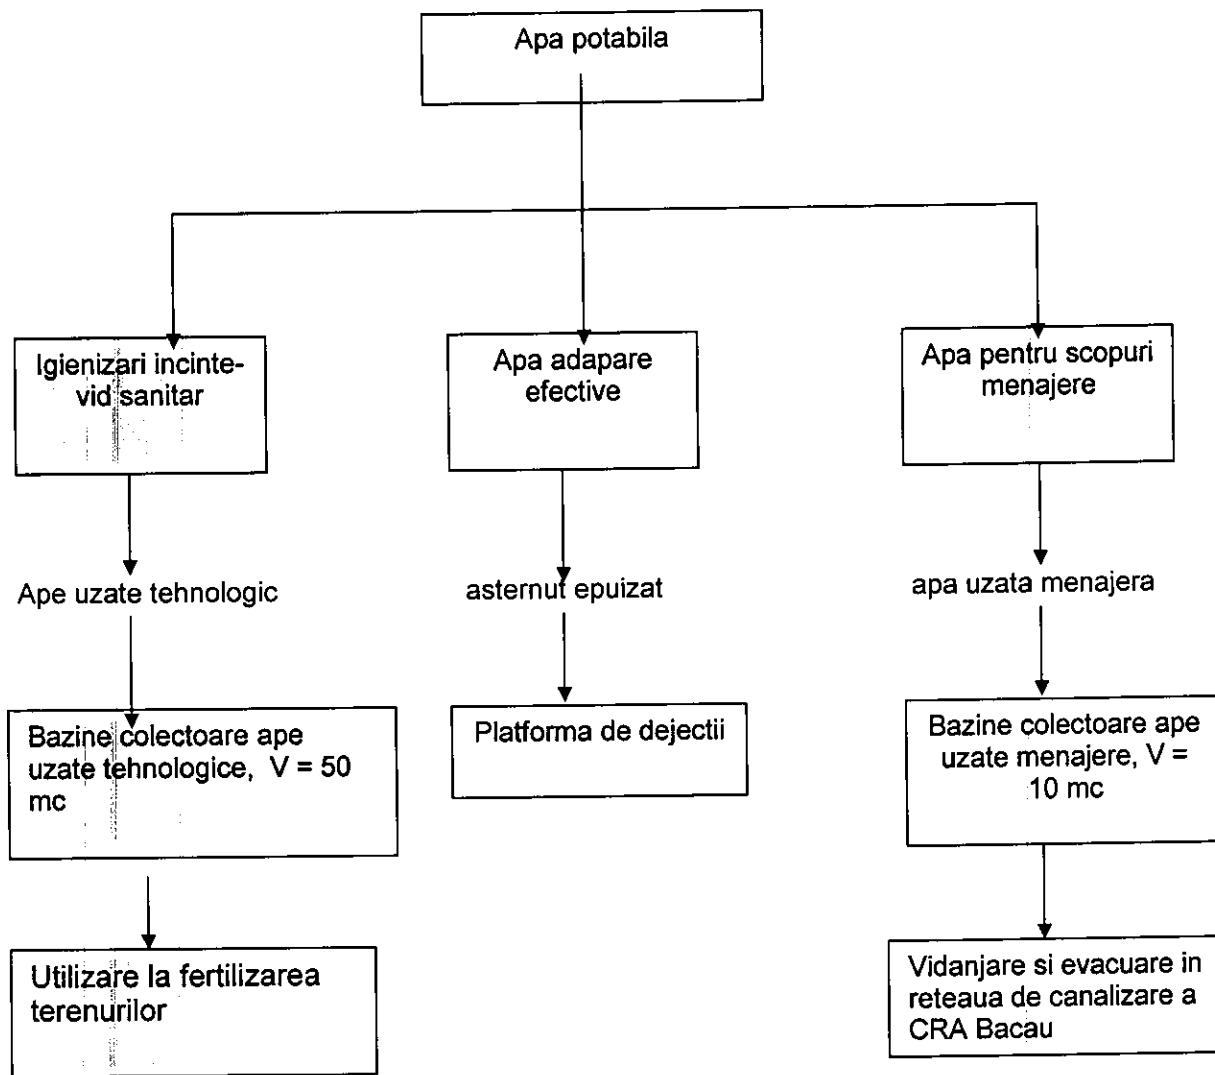 Apa potabila
Igienizari incinte-
vid sanitar
Apa adapare
efective
Apa pentru scopuri
menajere
Ape uzate tehnologic
asternut epuizat
apa uzata menajera
Bazine colectoare ape
uzate tehnologice, V = 50
mc
Platforma de dejectii
Bazine colectoare ape
uzate menajere, V =
10 mc
Utilizare la fertilizarea
terenurilor
Vidanjare si evacuare in
reteaua de canalizare a
CRA Bacau